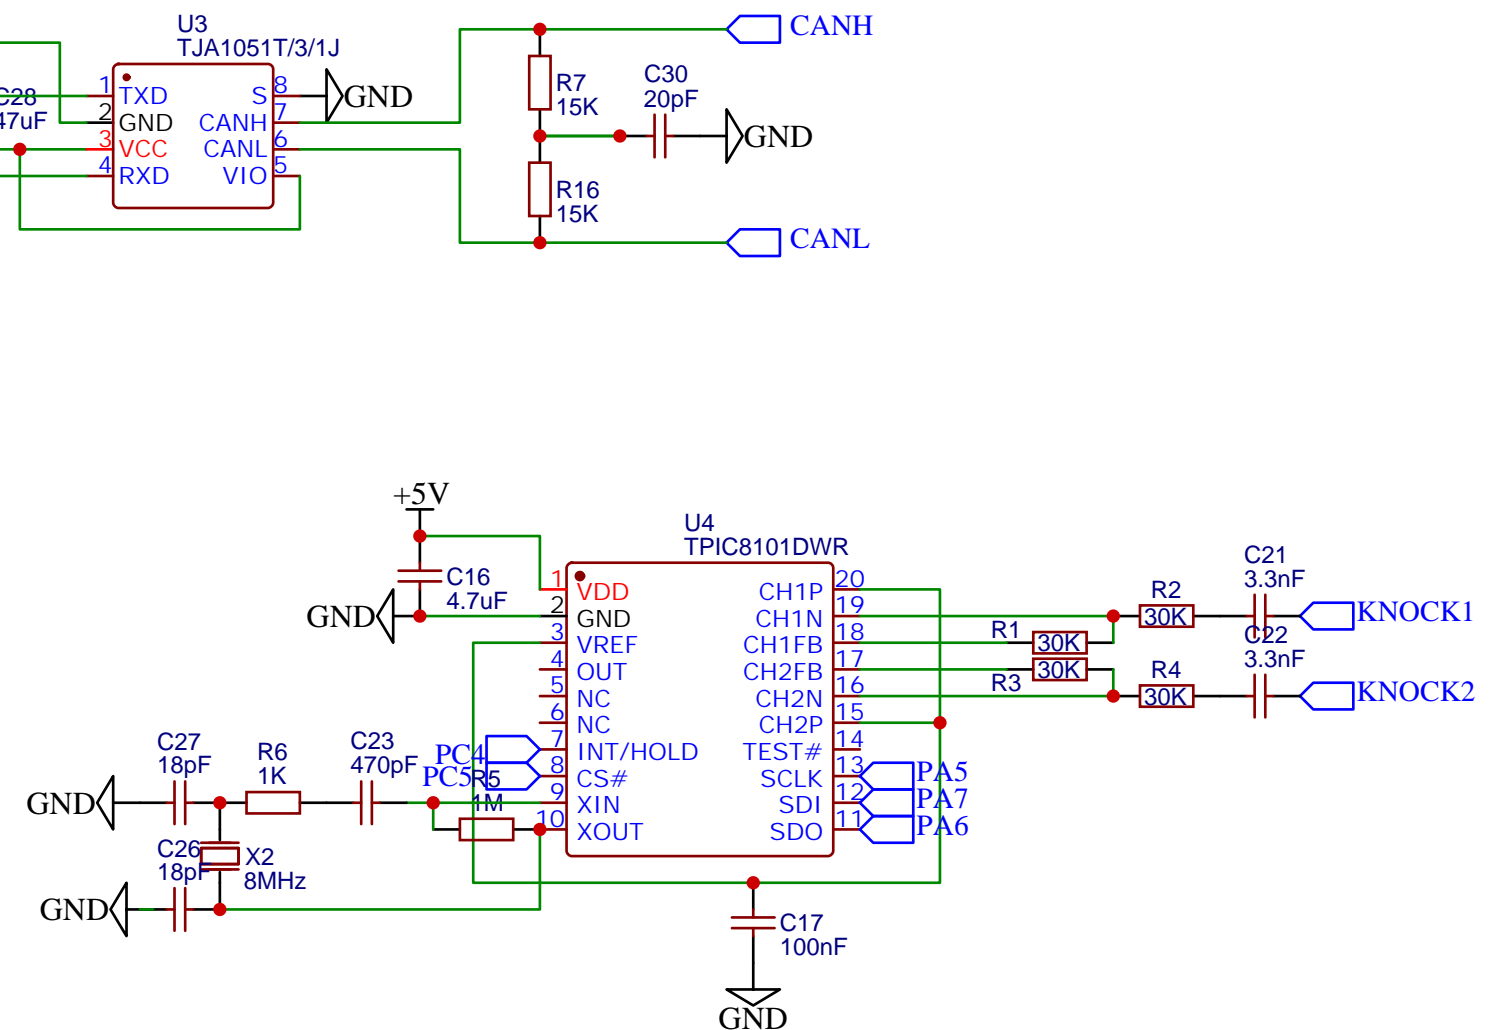 U3
TJA1051T/3/1J
CANH
1
TXD
S
8
GND
C28
47uF
2
GND
CANH
7
3
VCC
CANL
6
4
RXD
VIO
5
R7
15K
C30
20pF
GND
R16
15K
CANL
+5V
C16
4.7uF
GND
U4
TPIC8101DWR
1
VDD
CH1P
20
2
GND
CH1N
19
3
VREF
CH1FB
18
4
OUT
CH2FB
17
5
NC
CH2N
16
6
NC
CH2P
15
7
INT/HOLD
TEST#
14
8
CS#
SCLK
13
9
XIN
SDI
12
10
XOUT
SDO
11
R1
30K
30K
R3
R2
30K
R4
30K
C21
3.3nF
KNOCK1
C22
3.3nF
KNOCK2
PC4
PC5
R5
1M
PA5
PA7
PA6
C27
18pF
R6
1K
C23
470pF
GND
C26
18pF
X2
8MHz
GND
C17
100nF
GND